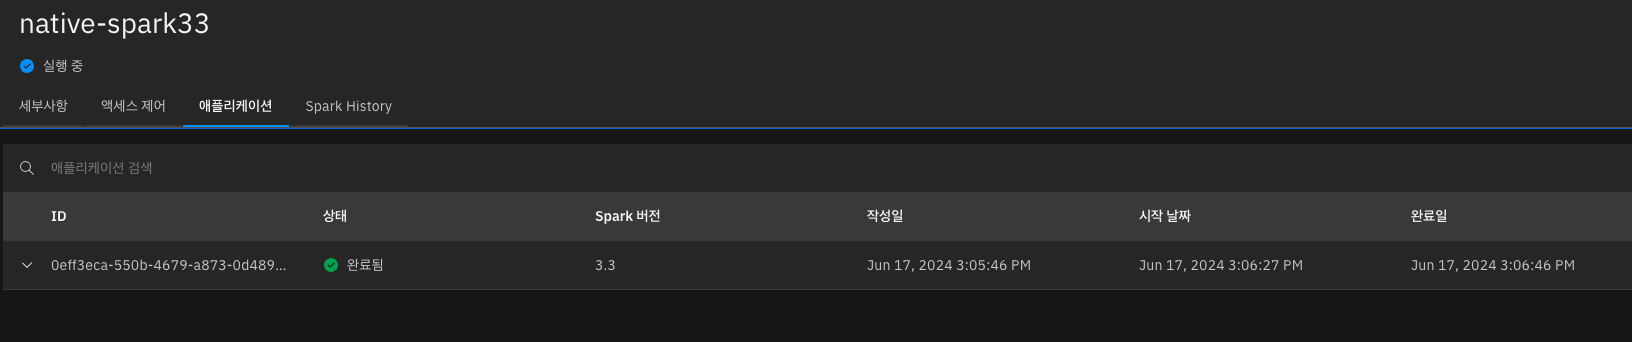 native-spark33
실행 중
세부사항 액세스 제어 애플리케이션 Spark History
애플리케이션 검색
ID 상태 Spark 버전 작성일 시작 날짜 완료일
0eff3eca-550b-4679-a873-0d489... 완료됨 3.3 Jun 17, 2024 3:05:46 PM Jun 17, 2024 3:06:27 PM Jun 17, 2024 3:06:46 PM